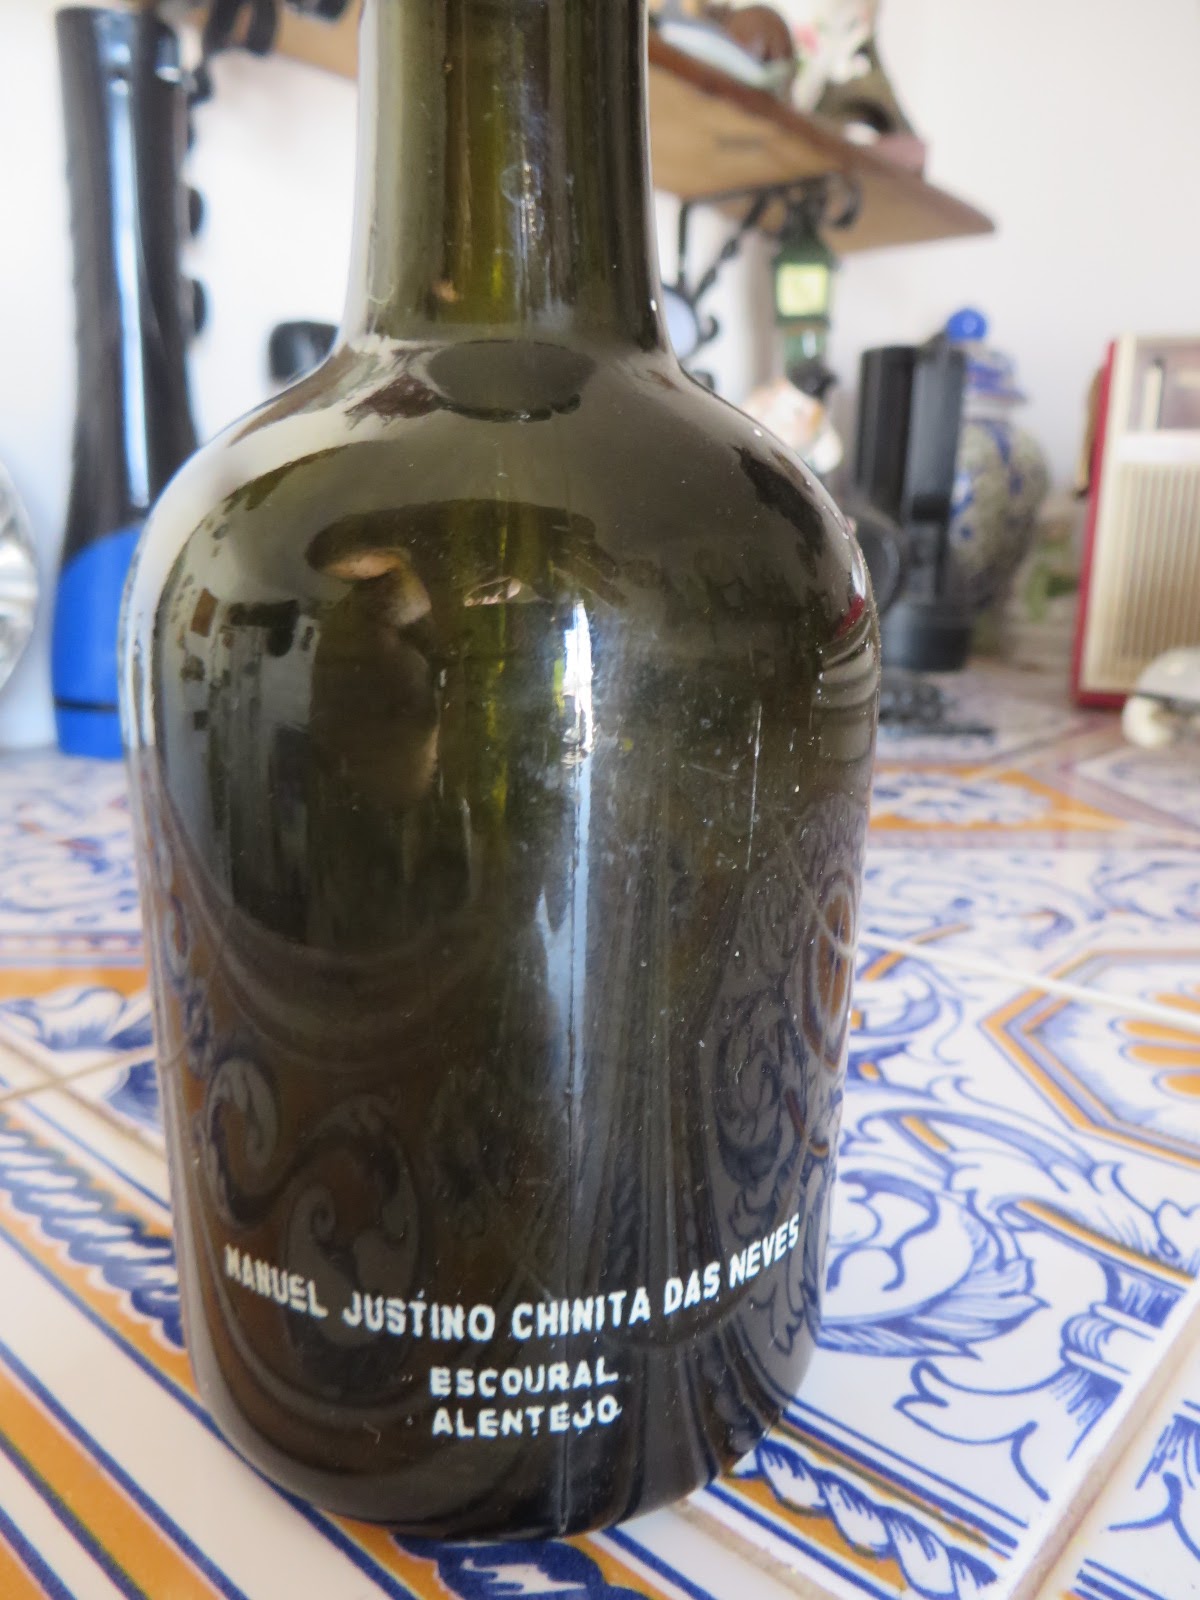 MANUEL JUSTINO CHINITA DAS NEVES
ESCOURAL
ALENTEJO